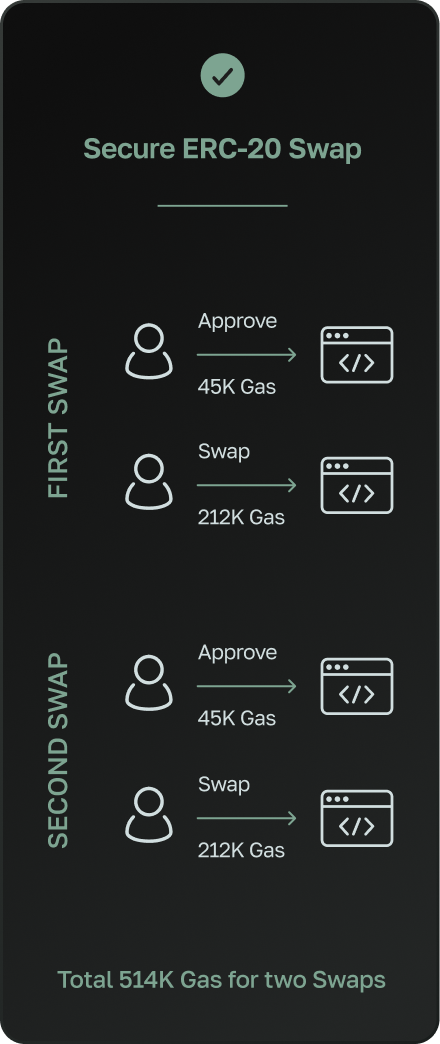 Secure ERC-20 Swap
FIRST SWAP
Approve
45K Gas
</>
Swap
212K Gas
</>
SECOND SWAP
Approve
45K Gas
</>
Swap
212K Gas
</>
Total 514K Gas for two Swaps